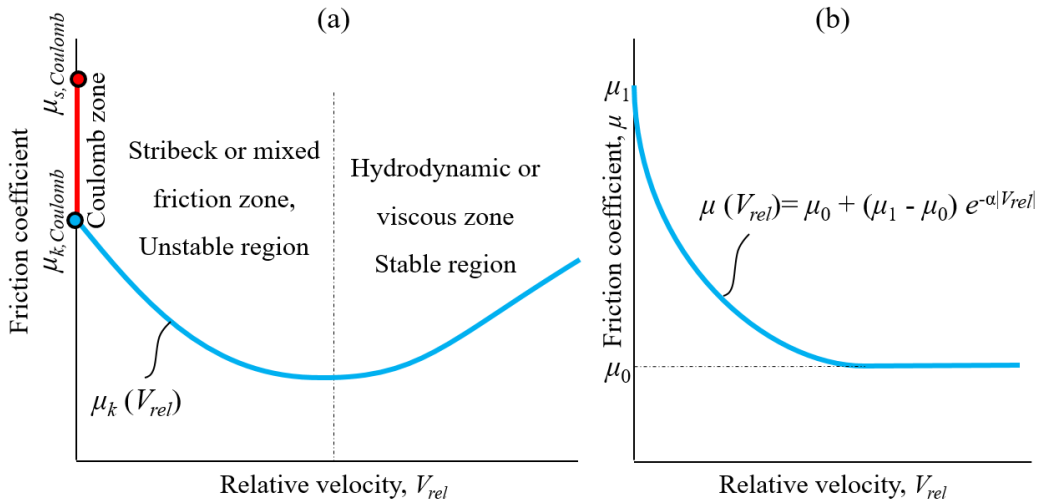 (a)
μs,Coulomb
μk,Coulomb
Coulomb zone
Friction coefficient
Stribeck or mixed
friction zone,
Unstable region
Hydrodynamic or
viscous zone
Stable region
μk (Vrel)
Relative velocity, Vrel
(b)
μ1
μ0
Friction coefficient, μ
μ (Vrel)= μ0 + (μ1 - μ0) e-α|Vrel|
Relative velocity, Vrel